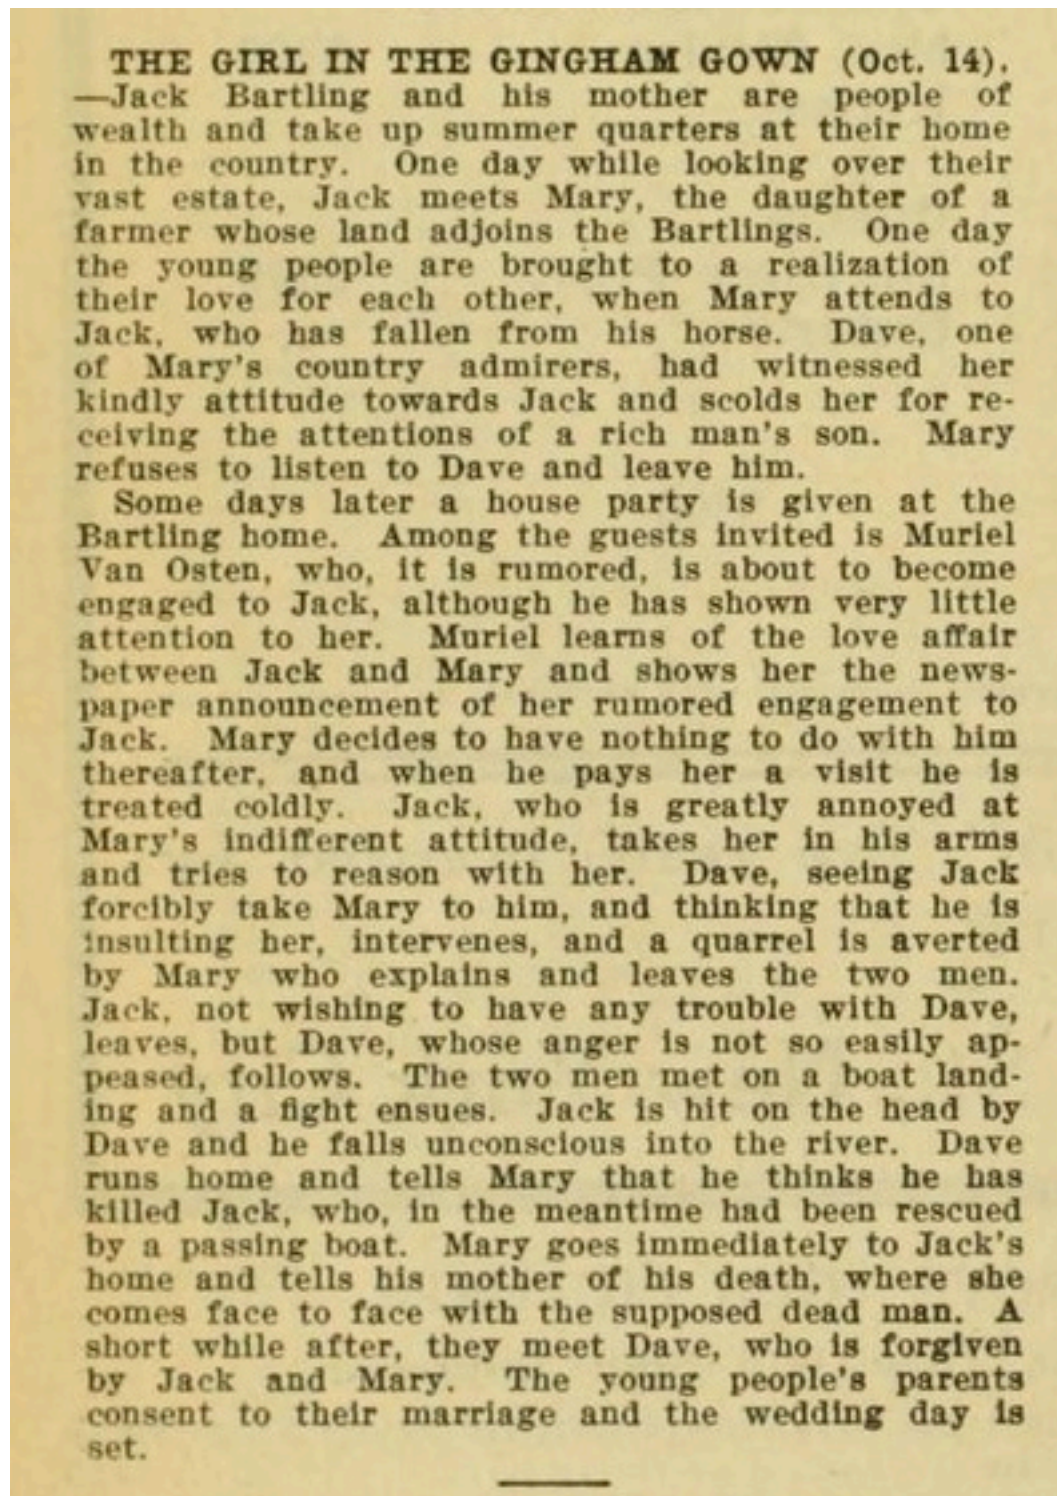 THE GIRL IN THE GINGHAM GOWN (Oct. 14).
—Jack Bartling and his mother are people of
wealth and take up summer quarters at their home
in the country. One day while looking over their
vast estate, Jack meets Mary, the daughter of a
farmer whose land adjoins the Bartlings. One day
the young people are brought to a realization of
their love for each other, when Mary attends to
Jack, who has fallen from his horse. Dave, one
of Mary's country admirers, had witnessed her
kindly attitude towards Jack and scolds her for re-
ceiving the attentions of a rich man's son. Mary
refuses to listen to Dave and leave him.
Some days later a house party is given at the
Bartling home. Among the guests invited is Muriel
Van Osten, who, it is rumored, is about to become
engaged to Jack, although he has shown very little
attention to her. Muriel learns of the love affair
between Jack and Mary and shows her the news-
paper announcement of her rumored engagement to
Jack. Mary decides to have nothing to do with him
thereafter, and when he pays her a visit he is
treated coldly. Jack, who is greatly annoyed at
Mary's indifferent attitude, takes her in his arms
and tries to reason with her. Dave, seeing Jack
forcibly take Mary to him, and thinking that he is
insulting her, intervenes, and a quarrel is averted
by Mary who explains and leaves the two men.
Jack, not wishing to have any trouble with Dave,
leaves, but Dave, whose anger is not so easily ap-
peased, follows. The two men met on a boat land-
ing and a fight ensues. Jack is hit on the head by
Dave and he falls unconscious into the river. Dave
runs home and tells Mary that he thinks he has
killed Jack, who, in the meantime had been rescued
by a passing boat. Mary goes immediately to Jack's
home and tells his mother of his death, where she
comes face to face with the supposed dead man. A
short while after, they meet Dave, who is forgiven
by Jack and Mary. The young people's parents
consent to their marriage and the wedding day is
set.